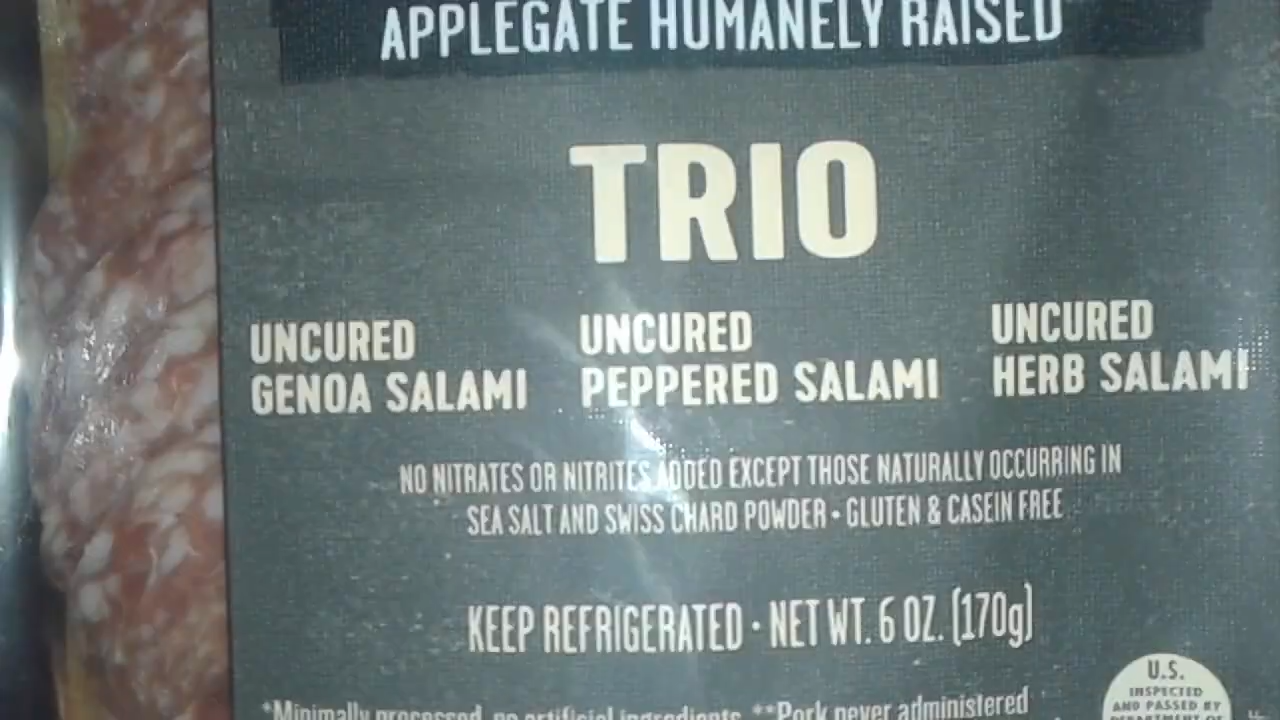 APPLEGATE HUMANELY RAISED
TRIO
UNCURED
GENOA SALAMI
UNCURED
PEPPERED SALAMI
UNCURED
HERB SALAMI
NO NITRATES OR NITRITES ADDED EXCEPT THOSE NATURALLY OCCURRING IN
SEA SALT AND SWISS CHARD POWDER • GLUTEN & CASEIN FREE
KEEP REFRIGERATED • NET WT. 6 OZ. (170g)
*Minimally processed, no artificial ingredients. **Pork never administered
U.S.
INSPECTED
AND PASSED BY